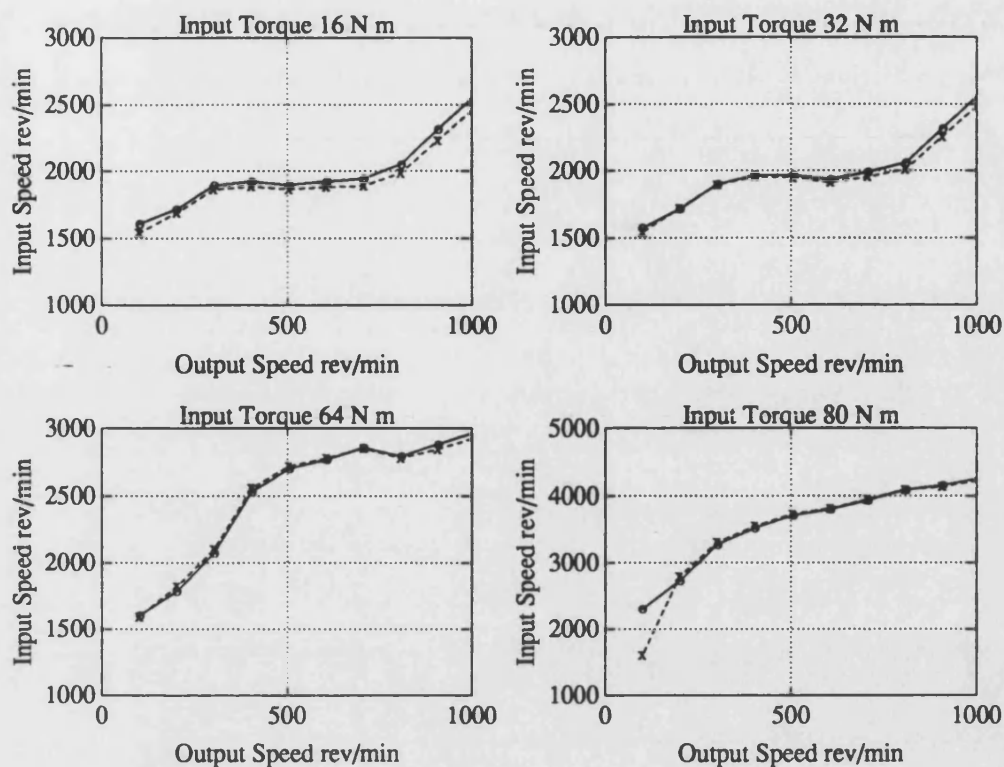 Input Torque 16 N m
3000
2500
2000
1500
1000
0
500
1000
Input Speed rev/min
Output Speed rev/min
Input Torque 32 N m
3000
2500
2000
1500
1000
0
500
1000
Input Speed rev/min
Output Speed rev/min
Input Torque 64 N m
3000
2500
2000
1500
1000
0
500
1000
Input Speed rev/min
Output Speed rev/min
Input Torque 80 N m
5000
4000
3000
2000
1000
0
500
1000
Input Speed rev/min
Output Speed rev/min